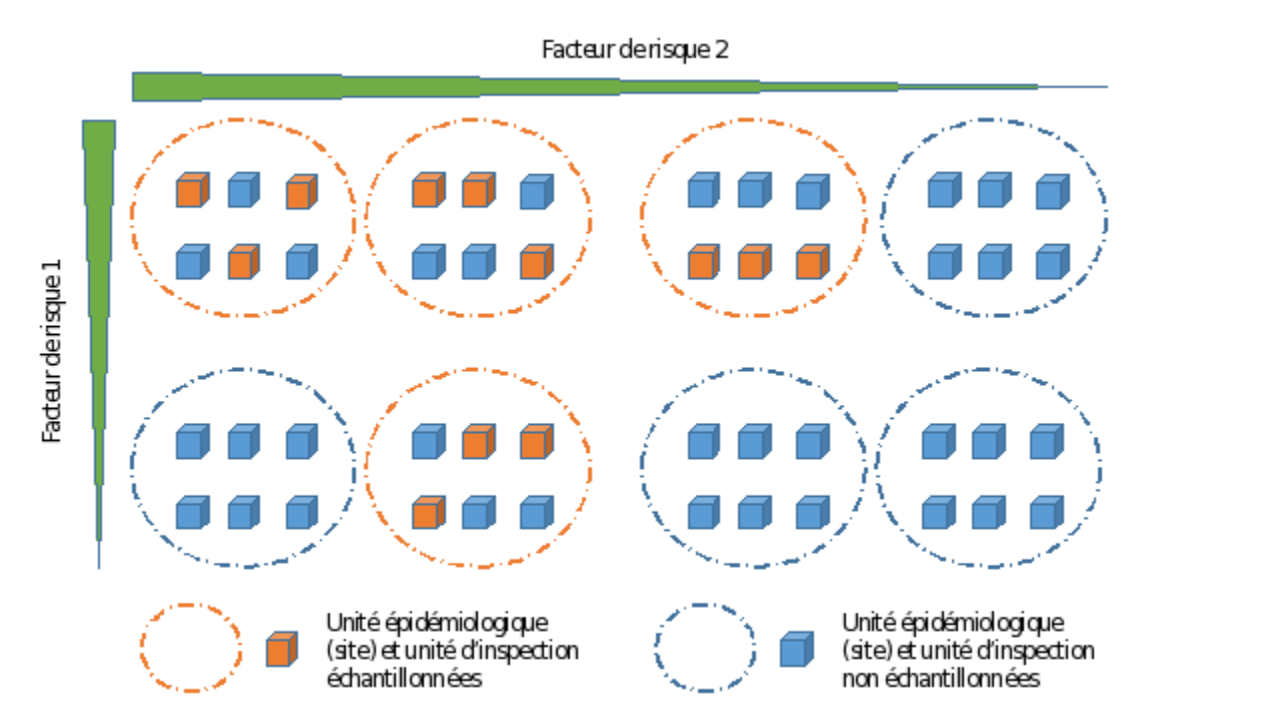 Facteur de risque 2
Facteur de risque 1
Unité épidémiologique
(site) et unité d'inspection
échantillonnées
Unité épidémiologique
(site) et unité d'inspection
non échantillonnées